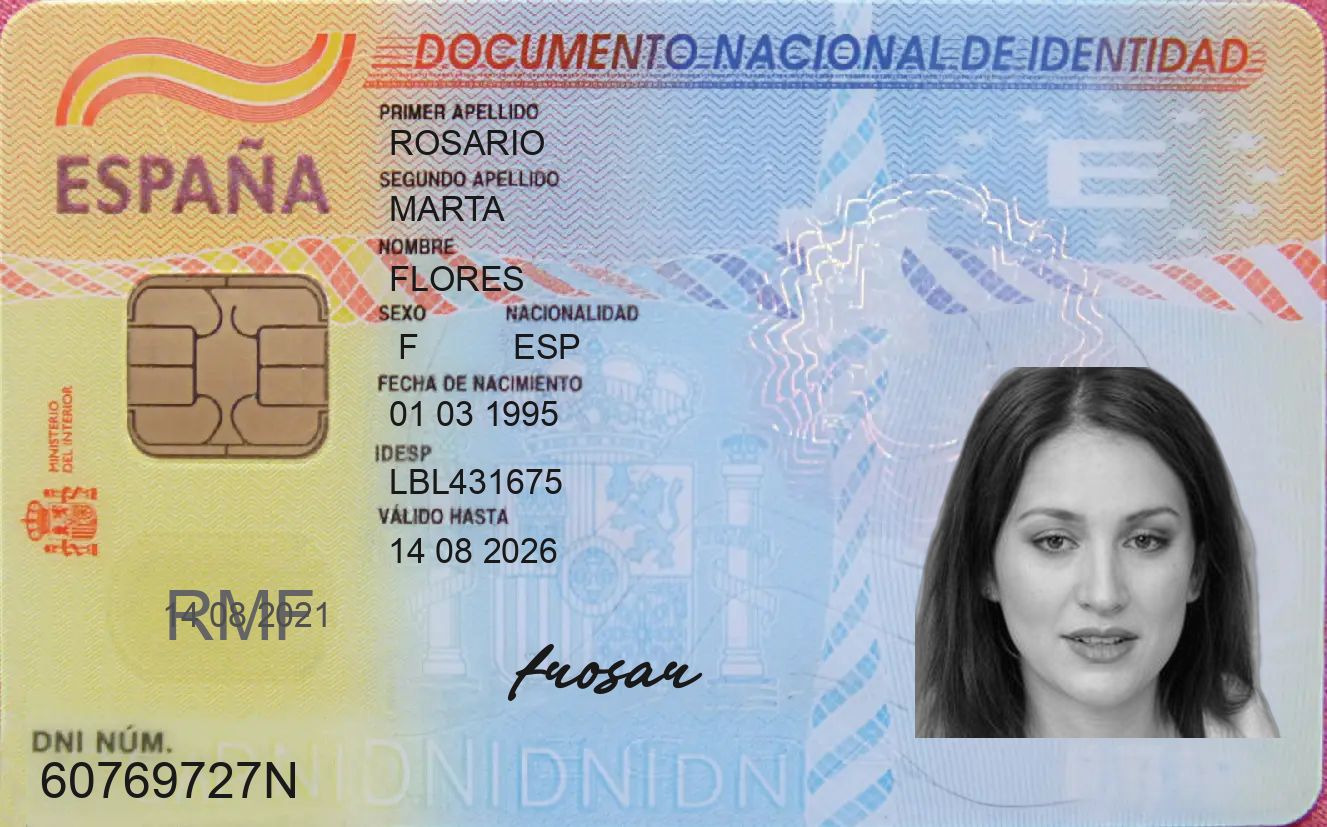 DOCUMENTO NACIONAL DE IDENTIDAD
ESPAÑA
PRIMER APELLIDO
ROSARIO
SEGUNDO APELLIDO
MARTA
NOMBRE
FLORES
SEXO NACIONALIDAD
F ESP
FECHA DE NACIMIENTO
01 03 1995
IDESP
LBL431675
VÁLIDO HASTA
14 08 2026
MINISTERIO
DEL INTERIOR
E
RMF
14 08 2021
frosar
DNI NÚM.
60769727N
DNIDNIDNIDNI